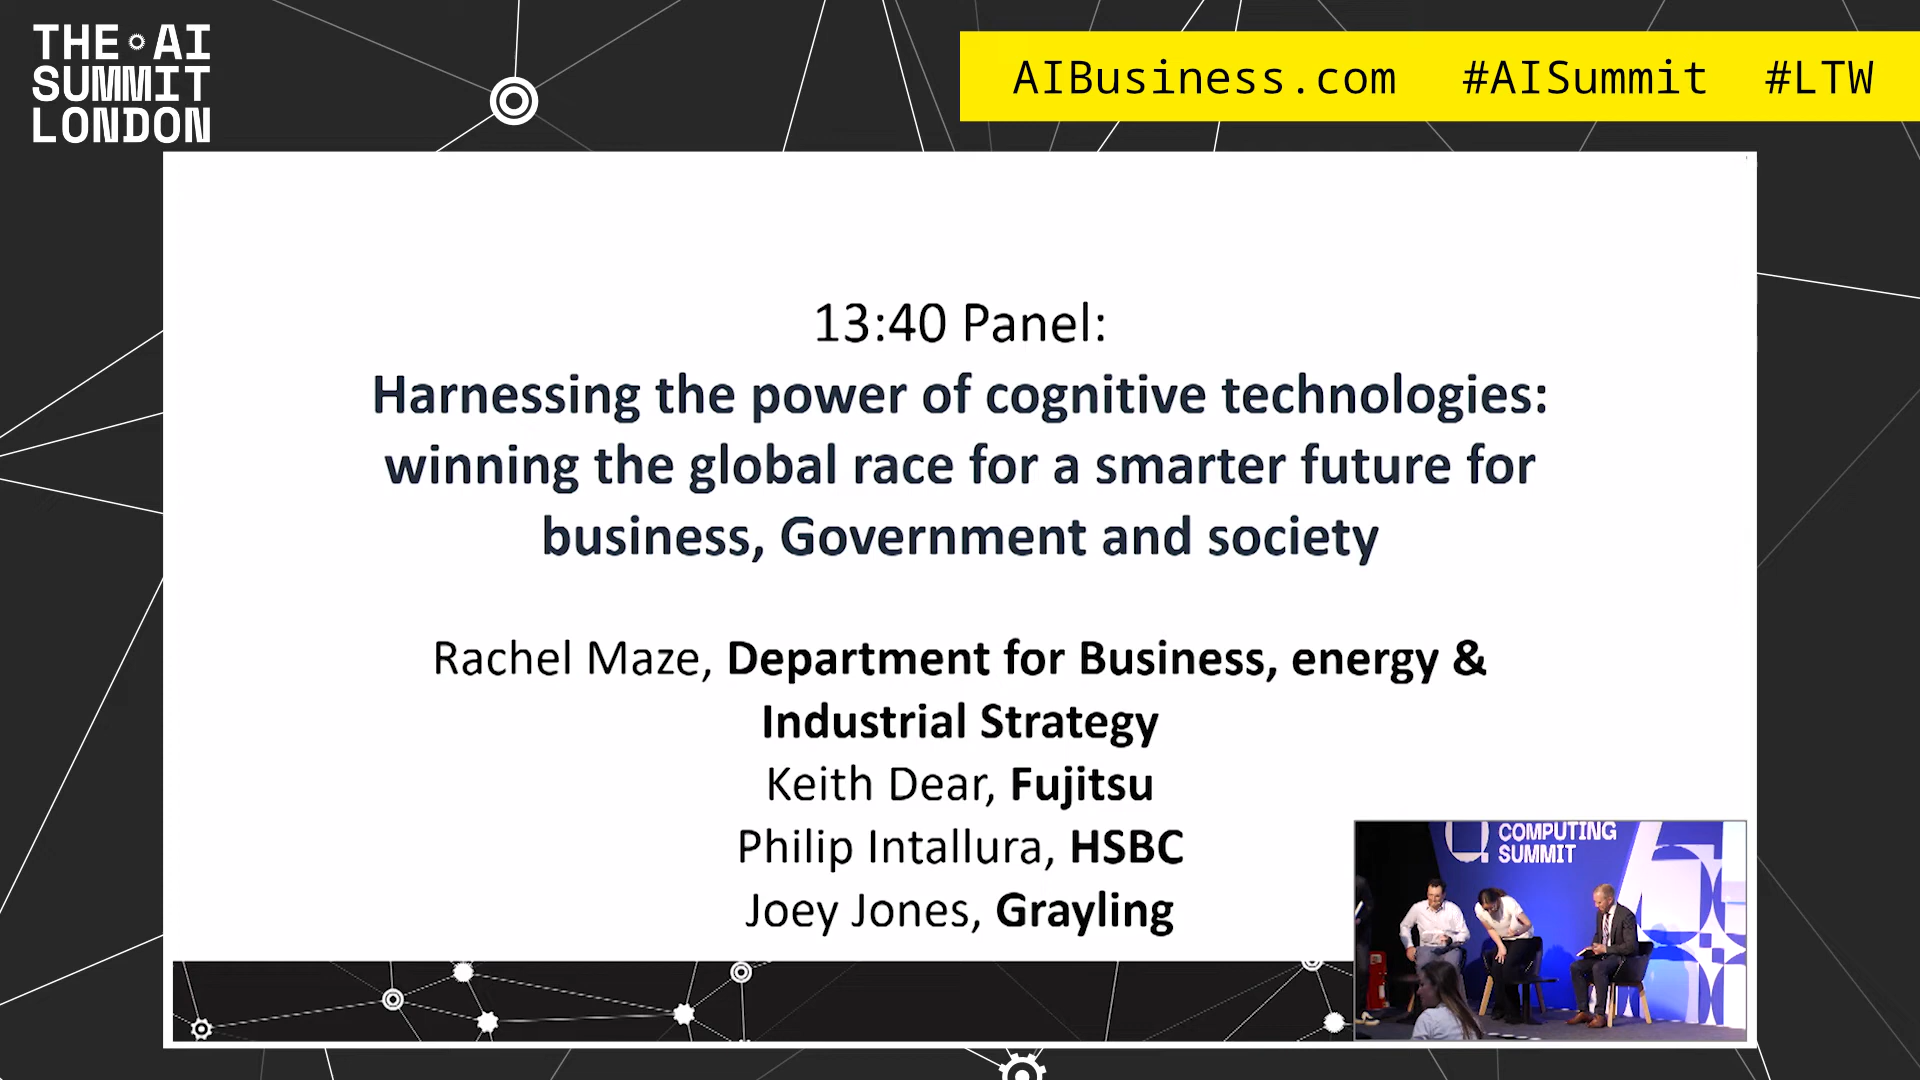 THE AI
SUMMIT
LONDON
AIBusiness.com #AISummit #LTW
13:40 Panel:
Harnessing the power of cognitive technologies:
winning the global race for a smarter future for
business, Government and society
Rachel Maze, Department for Business, energy &
Industrial Strategy
Keith Dear, Fujitsu
Philip Intallura, HSBC
Joey Jones, Grayling
COMPUTING
SUMMIT